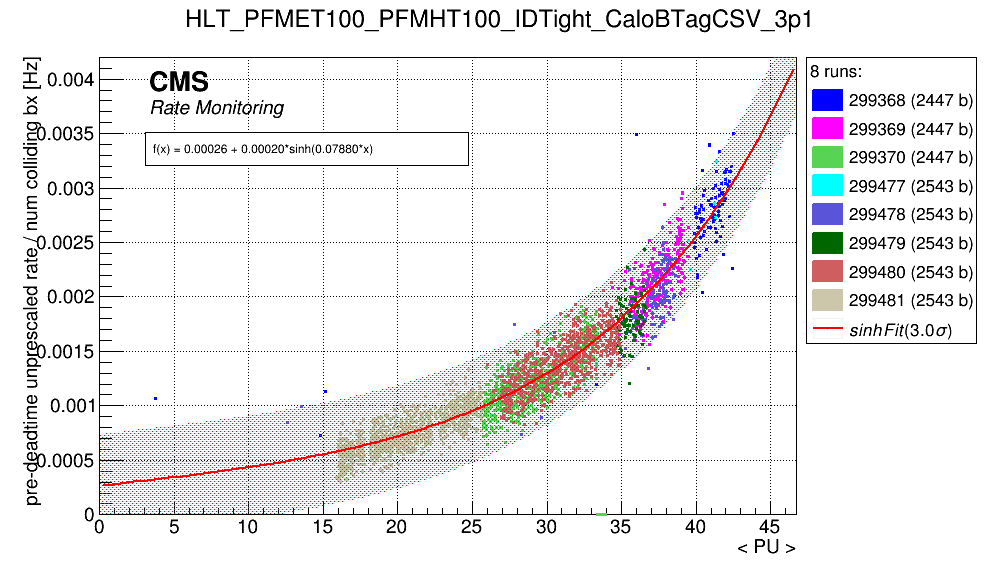 HLT_PFMET100_PFMHT100_IDTight_CaloBTagCSV_3p1
pre-deadtime unprescaled rate / num colliding bx [Hz]
0.004
0.0035
0.003
0.0025
0.002
0.0015
0.001
0.0005
0
CMS
Rate Monitoring
f(x) = 0.00026 + 0.00020*sinh(0.07880*x)
8 runs:
299368 (2447 b)
299369 (2447 b)
299370 (2447 b)
299477 (2543 b)
299478 (2543 b)
299479 (2543 b)
299480 (2543 b)
299481 (2543 b)
sinhFit(3.0σ)
0 5 10 15 20 25 30 35 40 45
< PU >